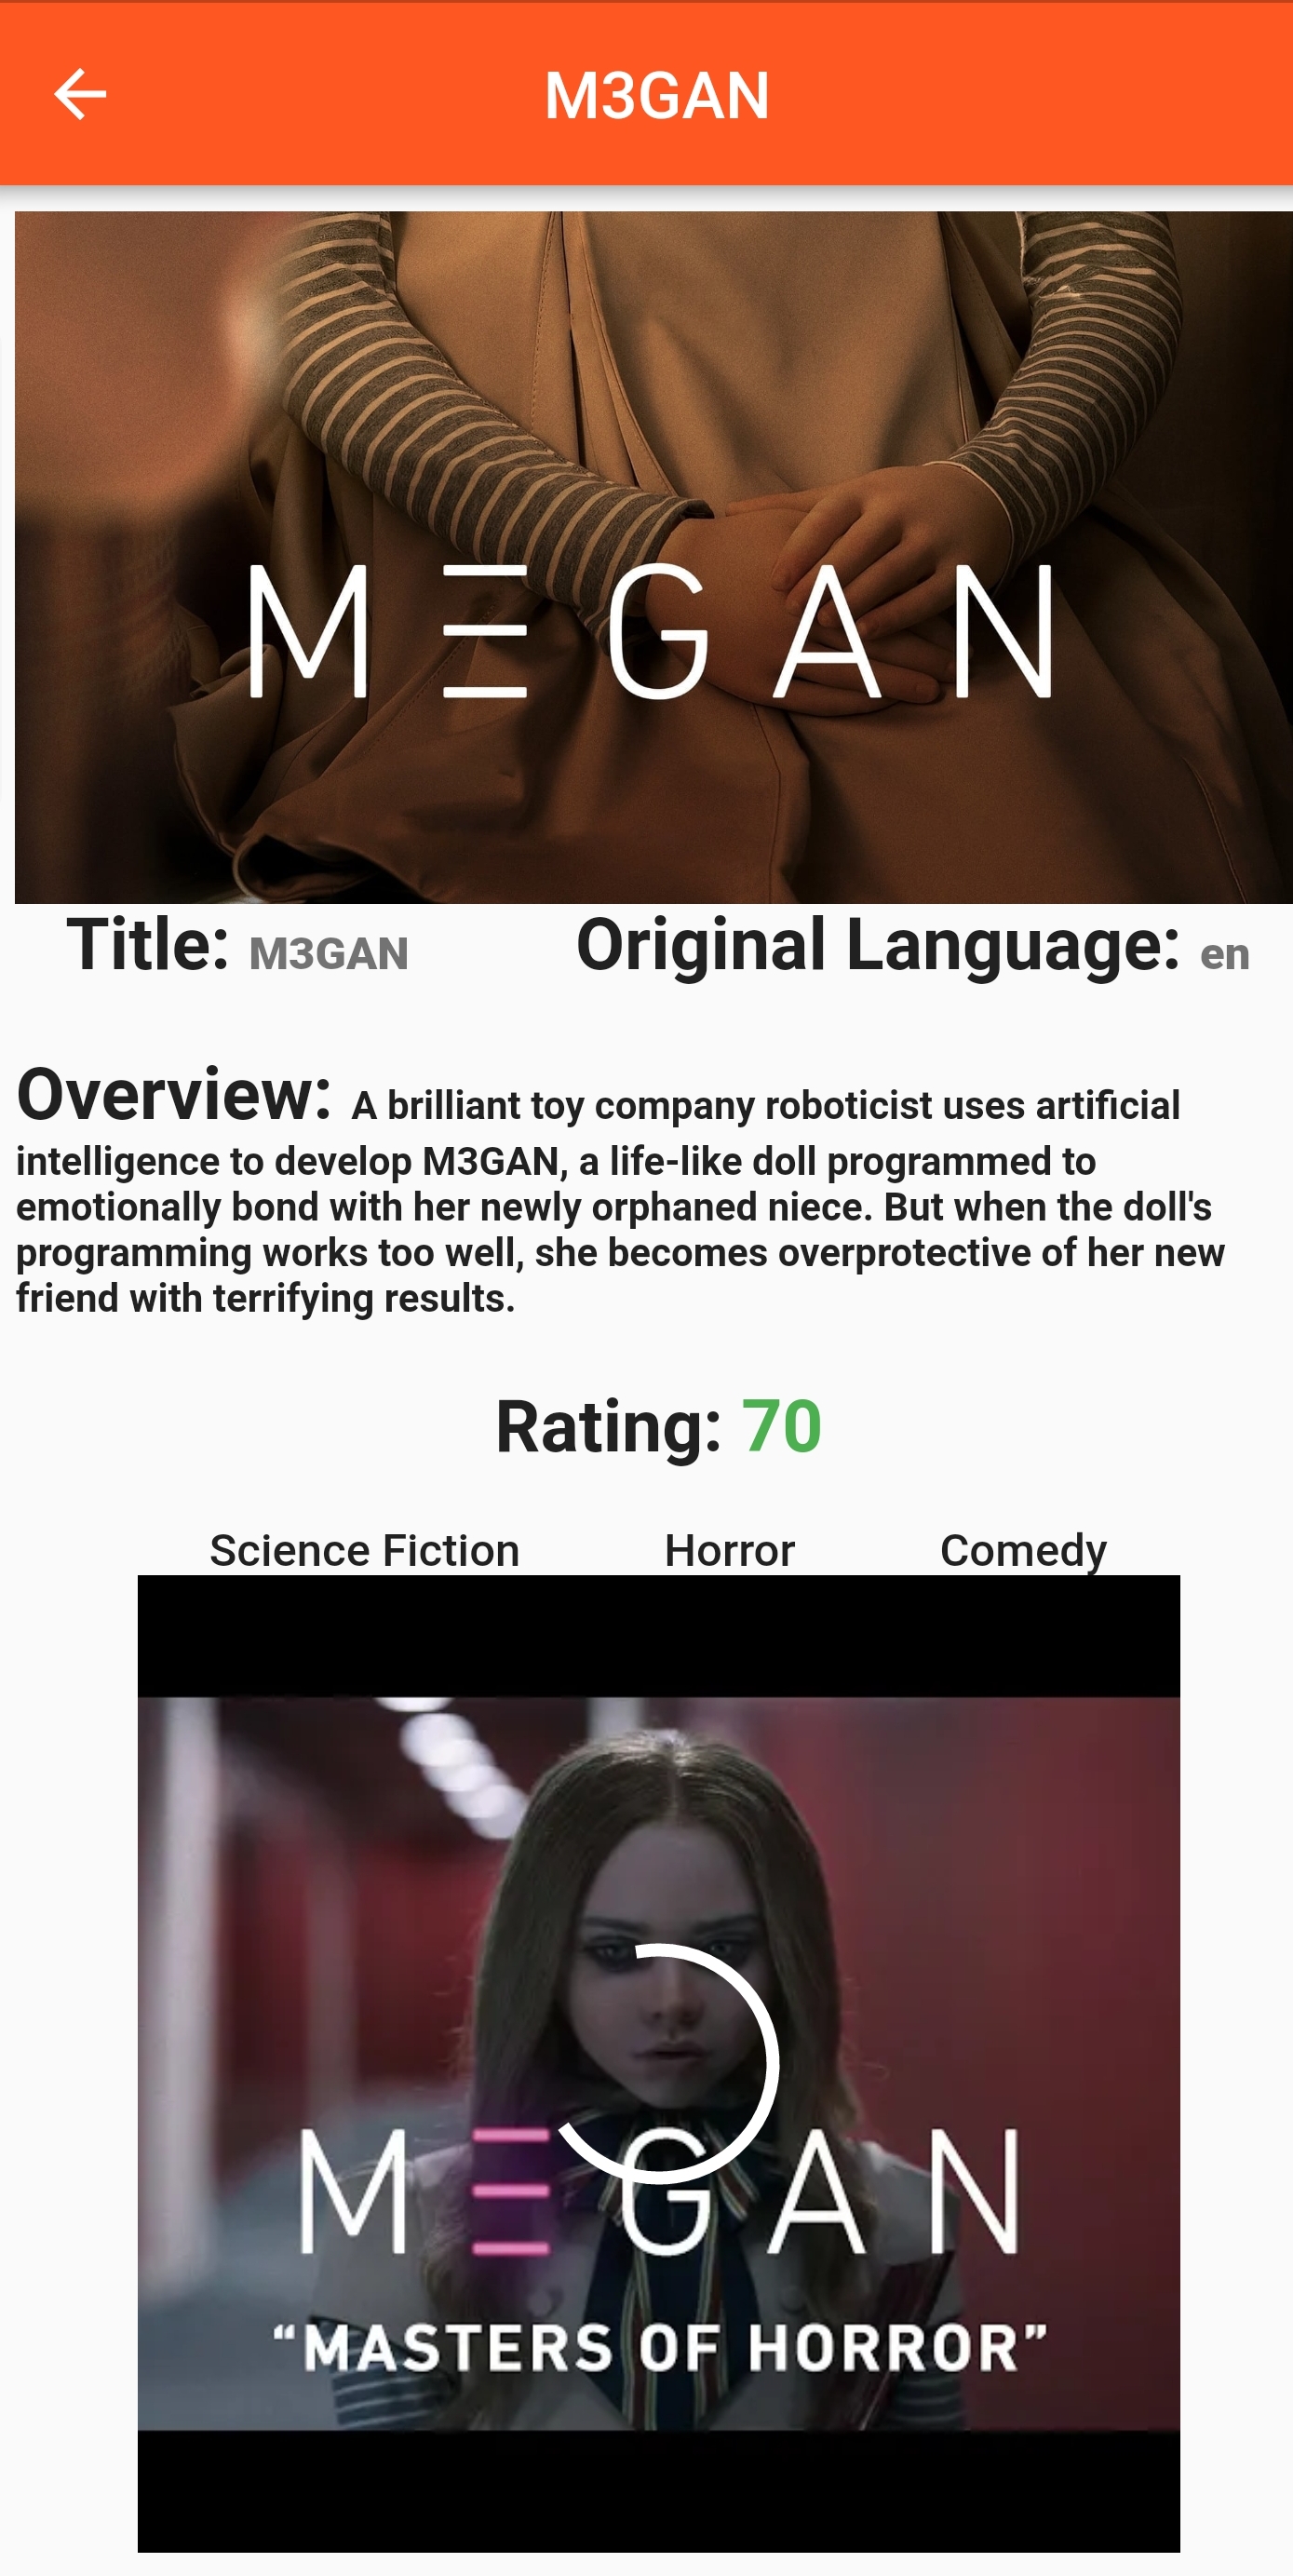 M3GAN
MΞGAN
Title: M3GAN Original Language: en
Overview: A brilliant toy company roboticist uses artificial
intelligence to develop M3GAN, a life-like doll programmed to
emotionally bond with her newly orphaned niece. But when the doll's
programming works too well, she becomes overprotective of her new
friend with terrifying results.
Rating: 70
Science Fiction Horror Comedy
MΞGAN
“MASTERS OF HORROR”